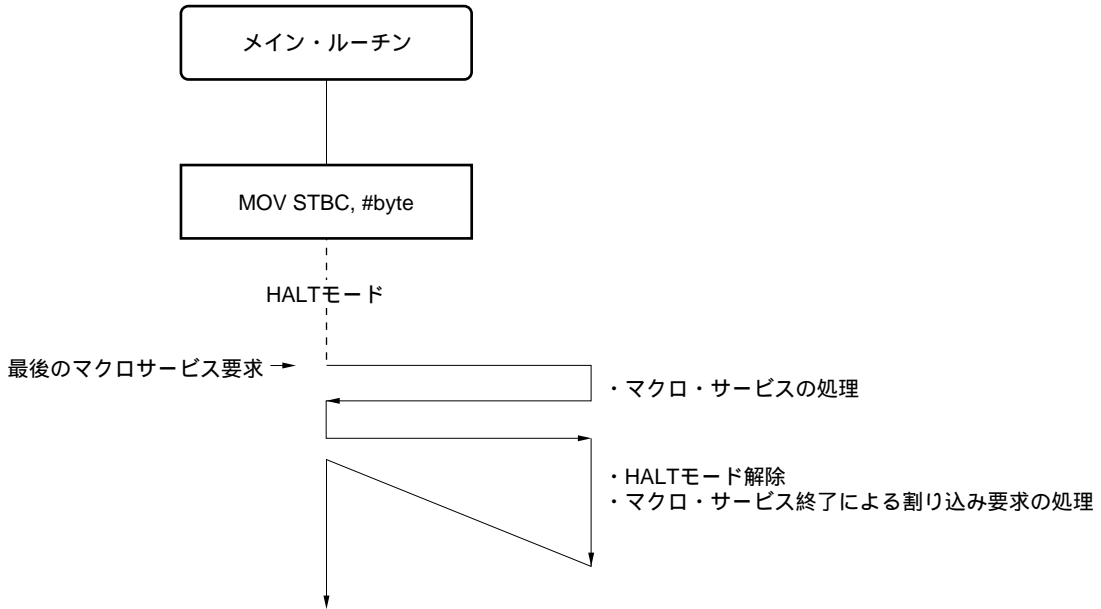 メイン・ルーチン
MOV STBC, #byte
HALTモード
最後のマクロサービス要求
・マクロ・サービスの処理
・HALTモード解除
・マクロ・サービス終了による割り込み要求の処理